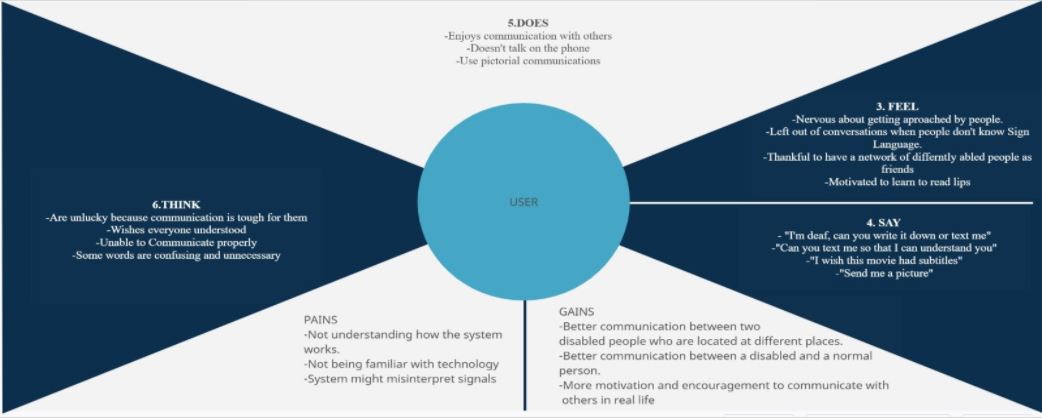 5.DOES
-Enjoys communication with others
-Doesn't talk on the phone
-Use pictorial communications
3. FEEL
-Nervous about getting aproached by people.
-Left out of conversations when people don't know Sign
Language.
-Thankful to have a network of differntly abled people as
friends
-Motivated to learn to read lips
USER
6.THINK
-Are unlucky because communication is tough for them
-Wishes everyone understood
-Unable to Communicate properly
-Some words are confusing and unnecessary
4. SAY
- "I'm deaf, can you write it down or text me"
-"Can you text me so that I can understand you"
-"I wish this movie had subtitles"
-"Send me a picture"
PAINS
-Not understanding how the system
works.
-Not being familiar with technology
-System might misinterpret signals
GAINS
-Better communication between two
disabled people who are located at different places.
-Better communication between a disabled and a normal
person.
-More motivation and encouragement to communicate with
others in real life